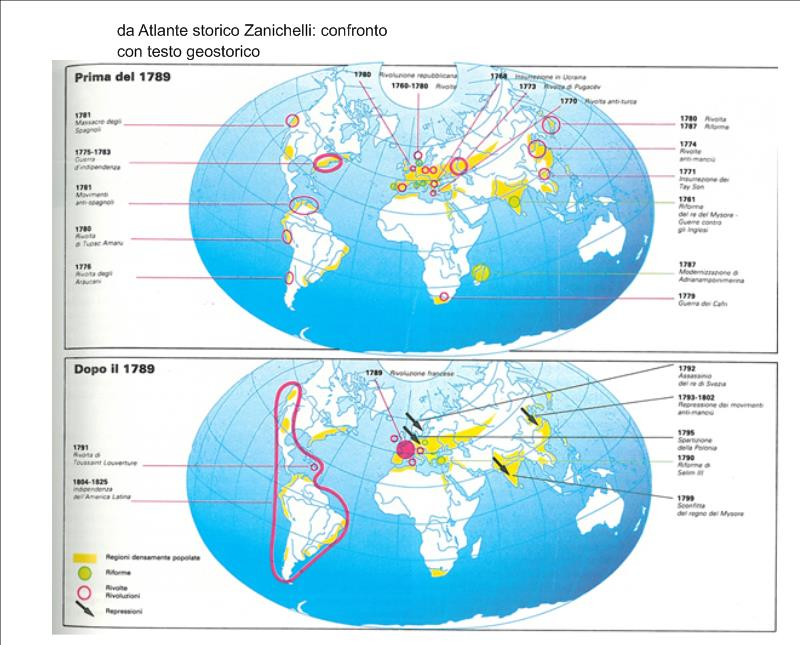 da Atlante storico Zanichelli: confronto
con testo geostorico
Prima del 1789
1780 Rivoluzione repubblicana
1760-1780 Rivolte
1768 Insurrezione in Ucraina
1773 Rivolta di Pugacëv
1770 Rivolta anti-turca
1781
Massacro degli
Spagnoli
1775-1783
Guerra
d'indipendenza
1781
Movimenti
anti-spagnoli
1780
Rivolta
di Tupac Amaru
1776
Rivolta degli
Araucani
1780 Rivolta
1787 Riforme
1774
Rivolte
anti-manciù
1771
Insurrezione dei
Tay Son
1761
Riforme
del re del Mysore -
Guerre contro
gli Inglesi
1787
Modernizzazione di
Adrianampoinimerina
1779
Guerra dei Cafri
Dopo il 1789
1789 Rivoluzione francese
1791
Rivolta di
Toussaint Louverture
1804-1825
Indipendenza
dell'America Latina
1792
Assassinio
del re di Svezia
1793-1802
Repressione dei movimenti
anti-manciù
1795
Spartizione
della Polonia
1790
Riforme di
Selim III
1799
Sconfitta
del regno del Mysore
Regioni densamente popolate
Riforme
Rivolte
Rivoluzioni
Repressioni